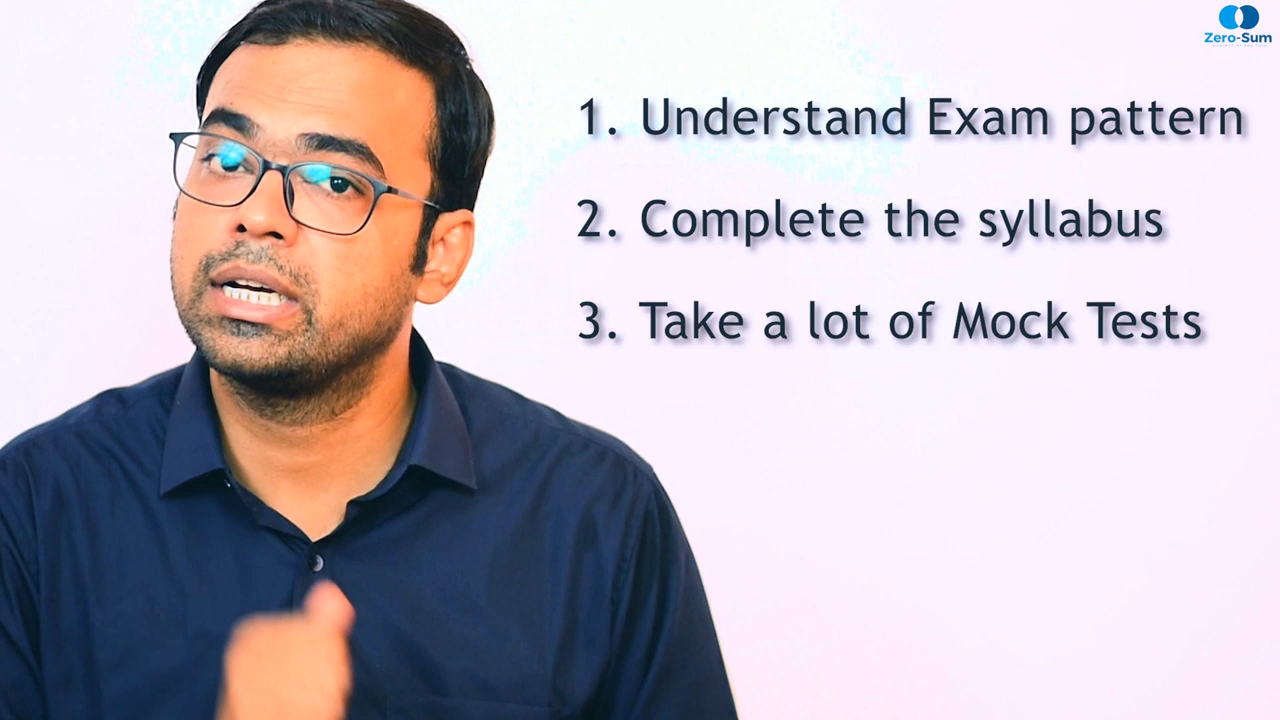 Zero-Sum
1. Understand Exam pattern
2. Complete the syllabus
3. Take a lot of Mock Tests